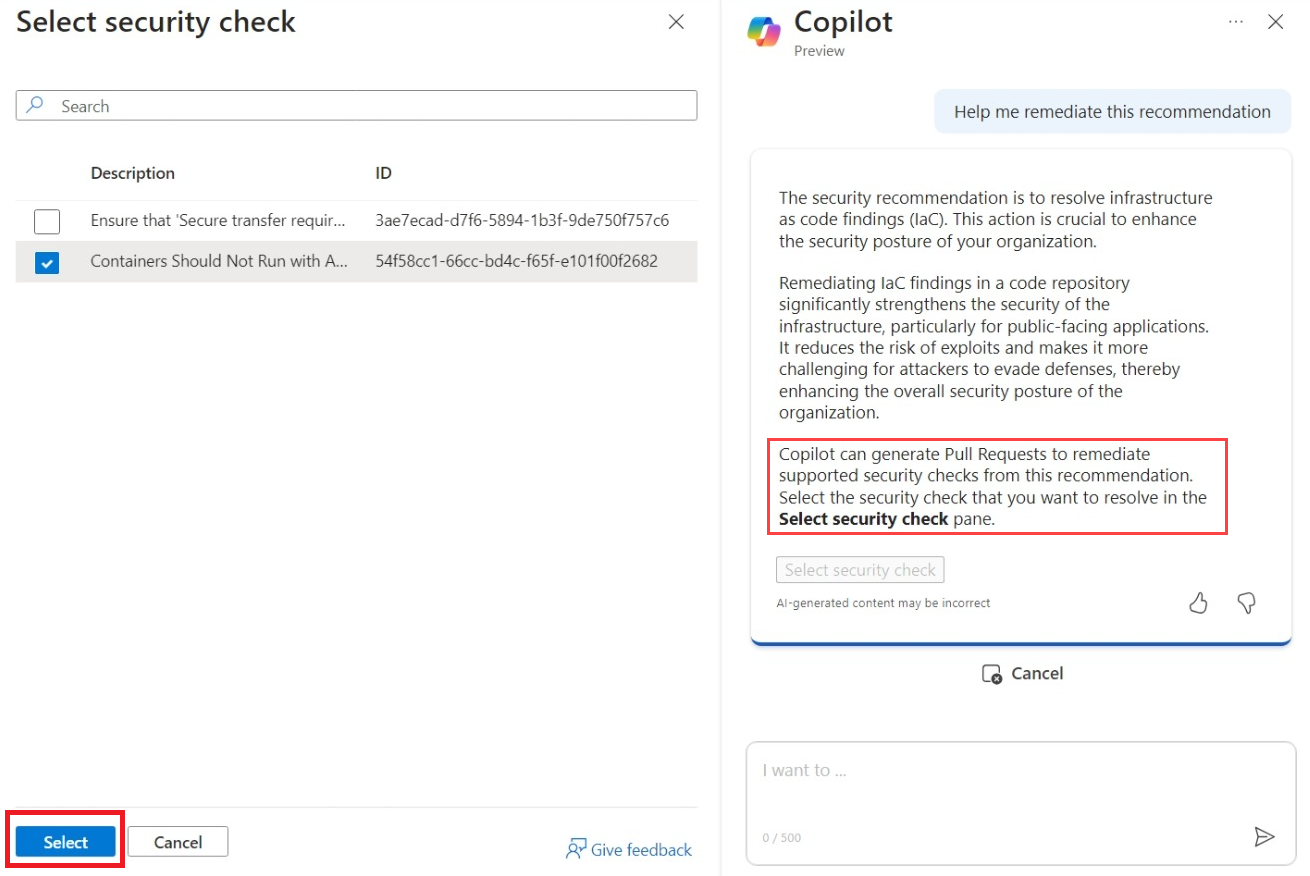 Select security check
Search
Description ID
Ensure that 'Secure transfer requir... 3ae7ecad-d7f6-5894-1b3f-9de750f757c6
Containers Should Not Run with A... 54f58cc1-66cc-bd4c-f65f-e101f00f2682
Select
Cancel
Give feedback
Copilot
Preview
Help me remediate this recommendation
The security recommendation is to resolve infrastructure
as code findings (IaC). This action is crucial to enhance
the security posture of your organization.
Remediating IaC findings in a code repository
significantly strengthens the security of the
infrastructure, particularly for public-facing applications.
It reduces the risk of exploits and makes it more
challenging for attackers to evade defenses, thereby
enhancing the overall security posture of the
organization.
Copilot can generate Pull Requests to remediate
supported security checks from this recommendation.
Select the security check that you want to resolve in the
Select security check pane.
Select security check
AI-generated content may be incorrect
Cancel
I want to ...
0 / 500